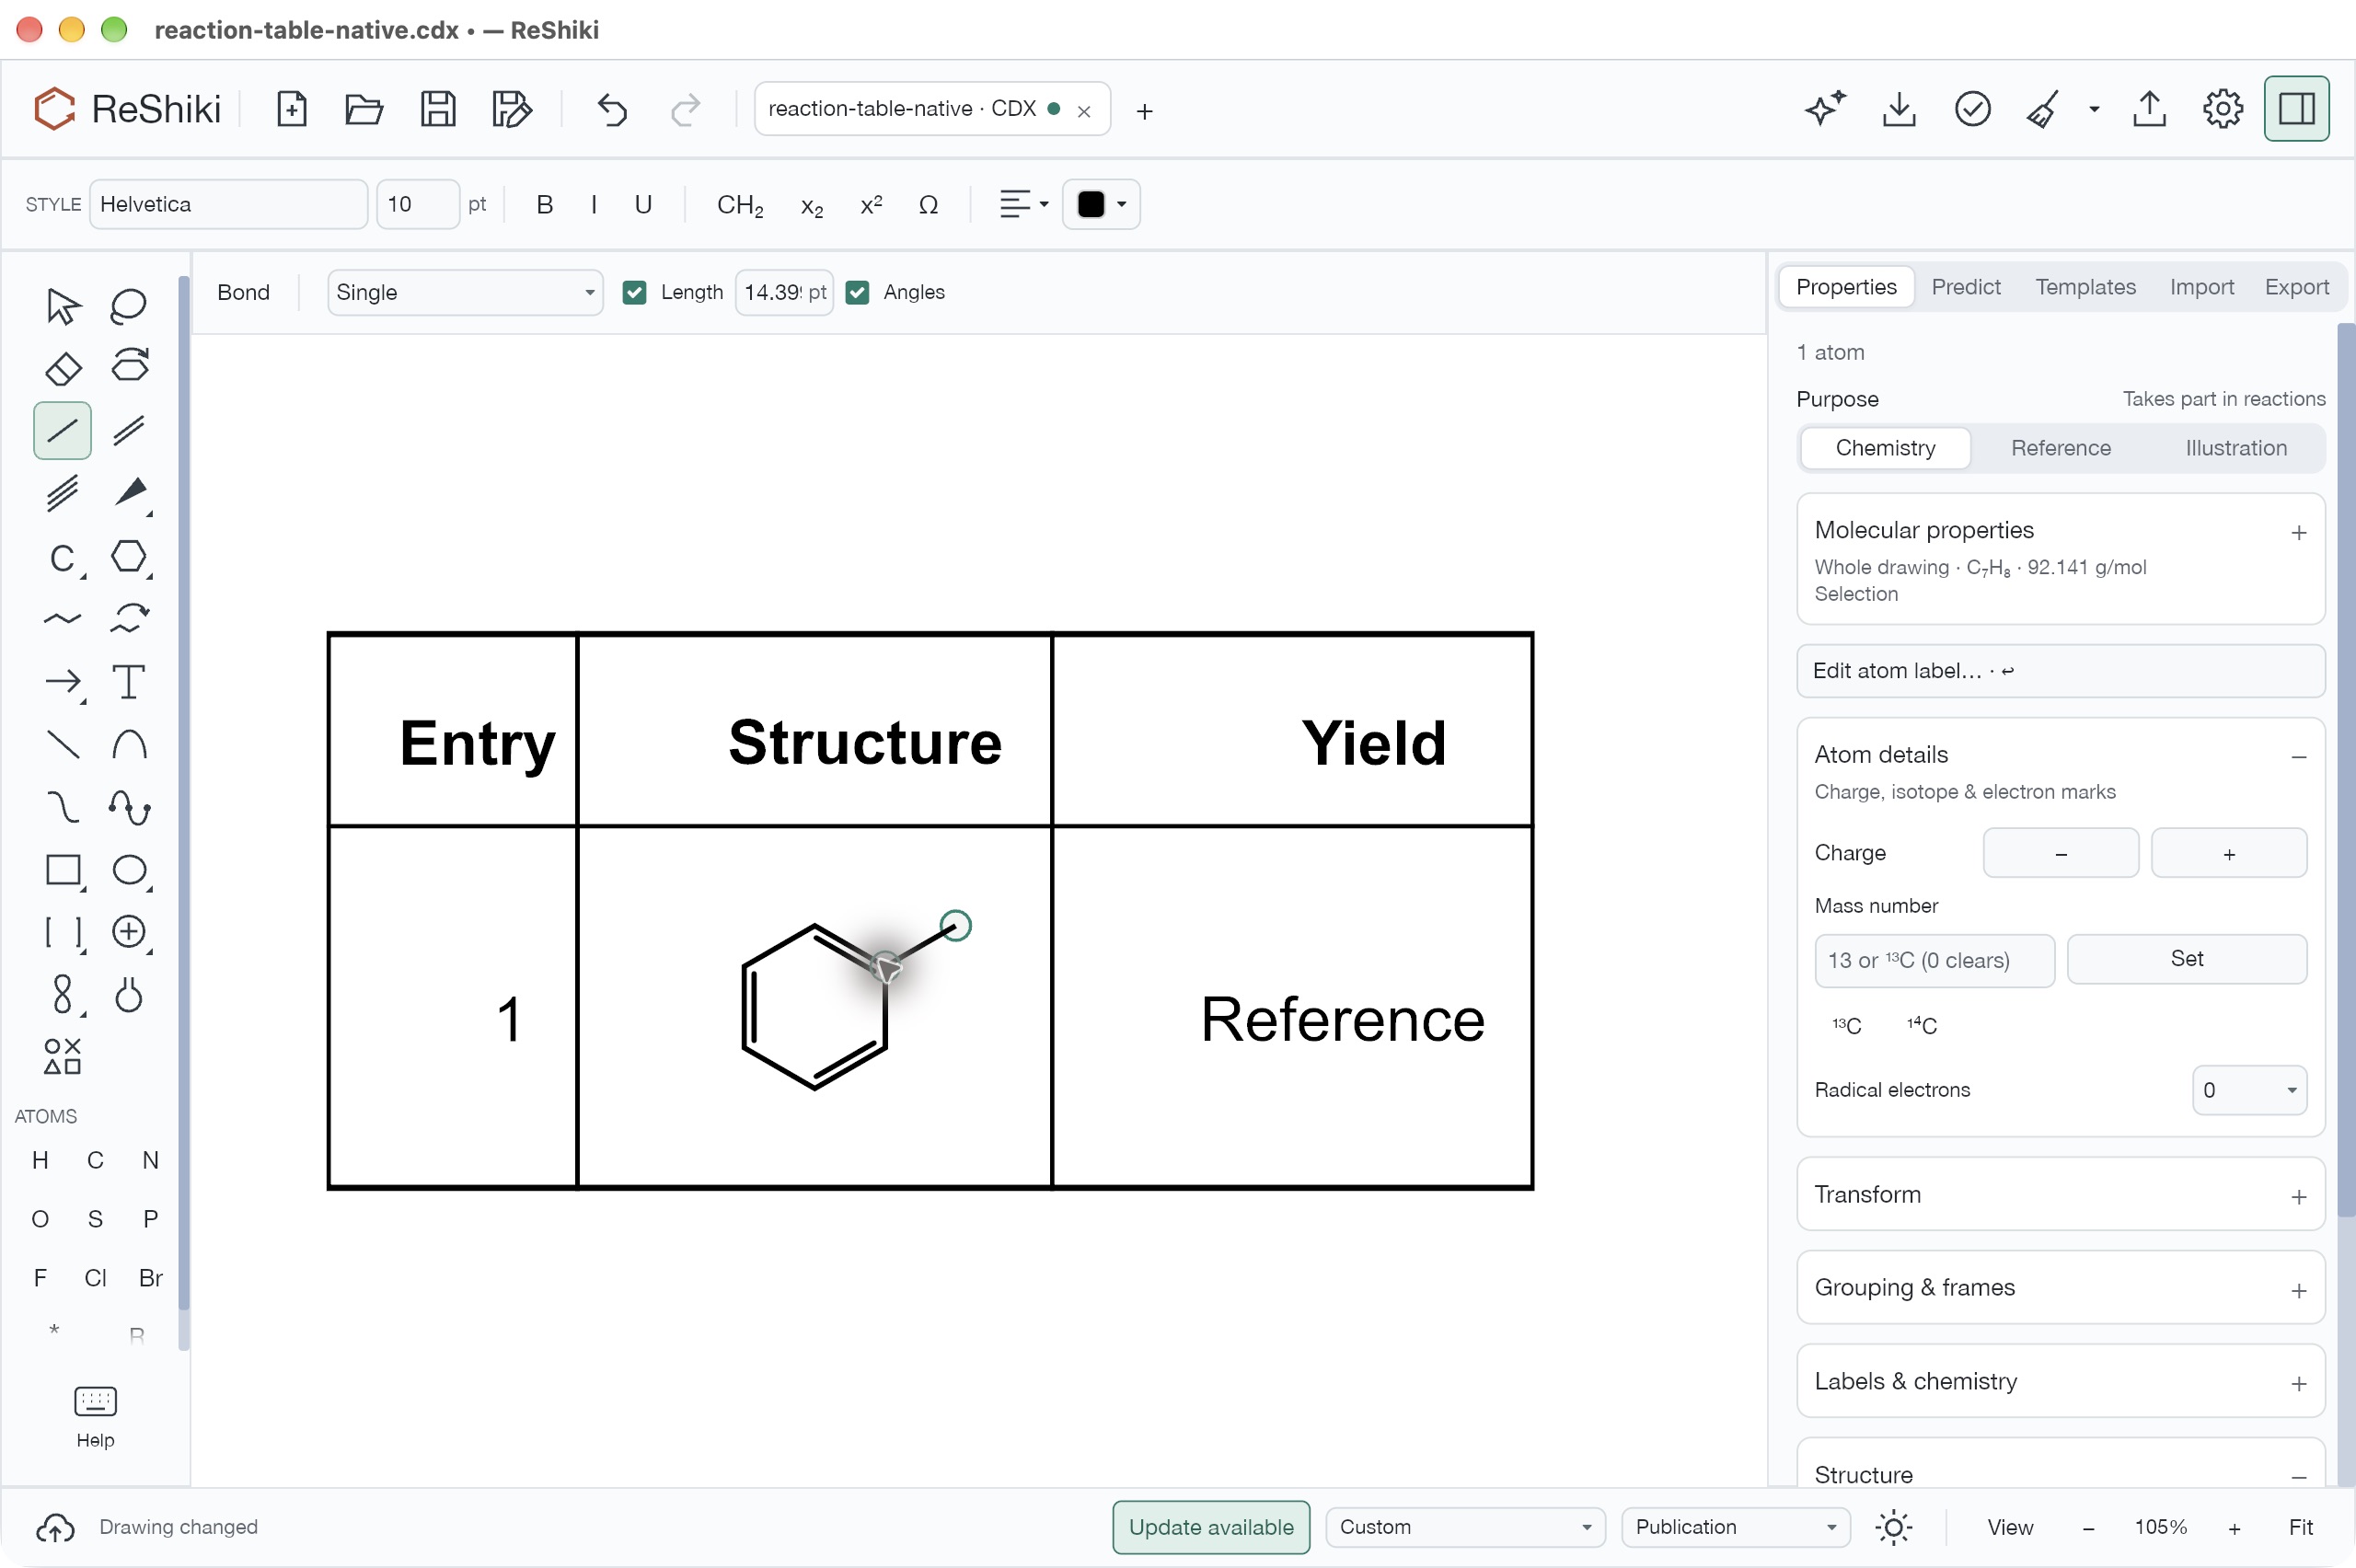 reaction-table-native.cdx • — ReShiki
ReShiki
reaction-table-native · CDX
STYLE Helvetica 10 pt B I U CH₂ x₂ x² Ω
Bond Single Length 14.39 pt Angles
Properties Predict Templates Import Export
1 atom
Purpose Takes part in reactions
Chemistry Reference Illustration
Molecular properties
Whole drawing · C₇H₈ · 92.141 g/mol
Selection
Edit atom label... · ↩
Atom details
Charge, isotope & electron marks
Charge − +
Mass number
13 or ¹³C (0 clears) Set
¹³C ¹⁴C
Radical electrons 0
Transform
Grouping & frames
Labels & chemistry
Structure
Entry Structure Yield
1 Reference
C
T
ATOMS
H C N
O S P
F Cl Br
* R
Help
Drawing changed
Update available Custom Publication View − 105% + Fit